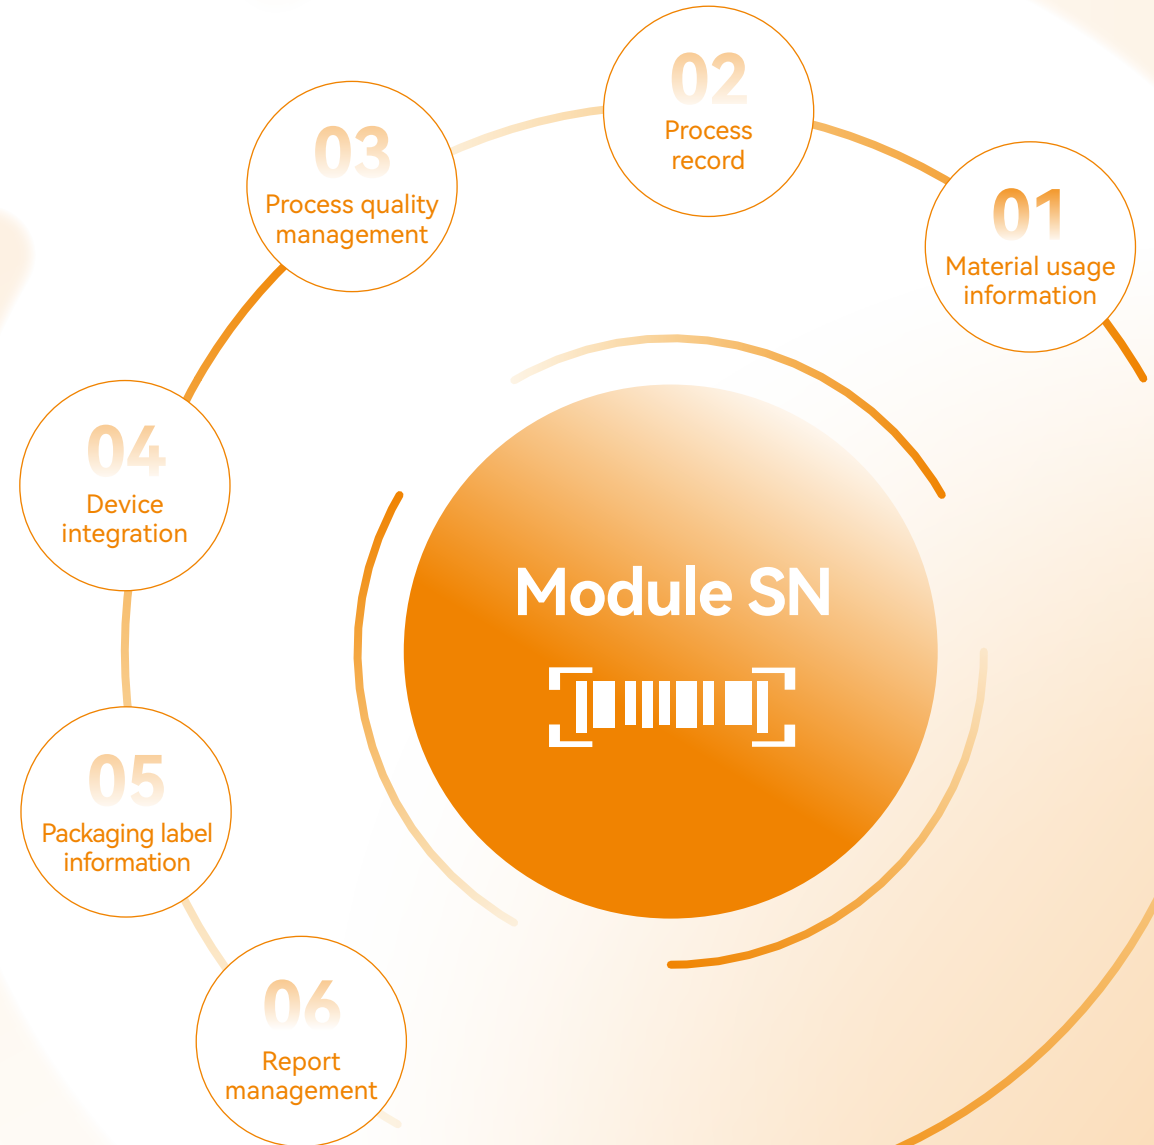 01
Material usage
information
02
Process
record
03
Process quality
management
04
Device
integration
05
Packaging label
information
06
Report
management
Module SN